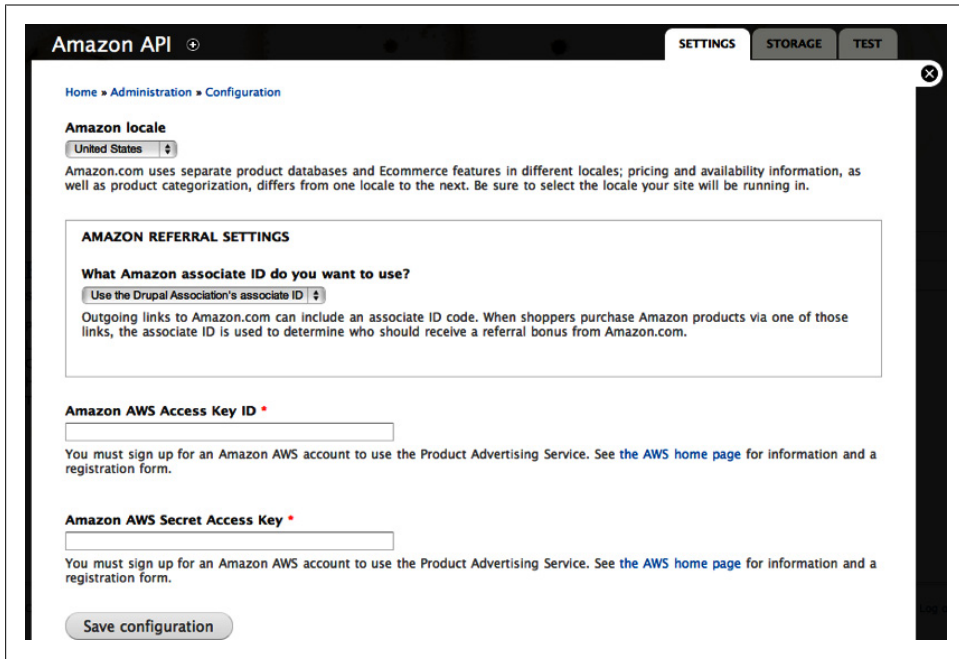 Amazon API
SETTINGS
STORAGE
TEST
Home » Administration » Configuration
Amazon locale
United States
Amazon.com uses separate product databases and Ecommerce features in different locales; pricing and availability information, as
well as product categorization, differs from one locale to the next. Be sure to select the locale your site will be running in.
AMAZON REFERRAL SETTINGS
What Amazon associate ID do you want to use?
Use the Drupal Association's associate ID
Outgoing links to Amazon.com can include an associate ID code. When shoppers purchase Amazon products via one of those
links, the associate ID is used to determine who should receive a referral bonus from Amazon.com.
Amazon AWS Access Key ID *
You must sign up for an Amazon AWS account to use the Product Advertising Service. See the AWS home page for information and a
registration form.
Amazon AWS Secret Access Key *
You must sign up for an Amazon AWS account to use the Product Advertising Service. See the AWS home page for information and a
registration form.
Save configuration